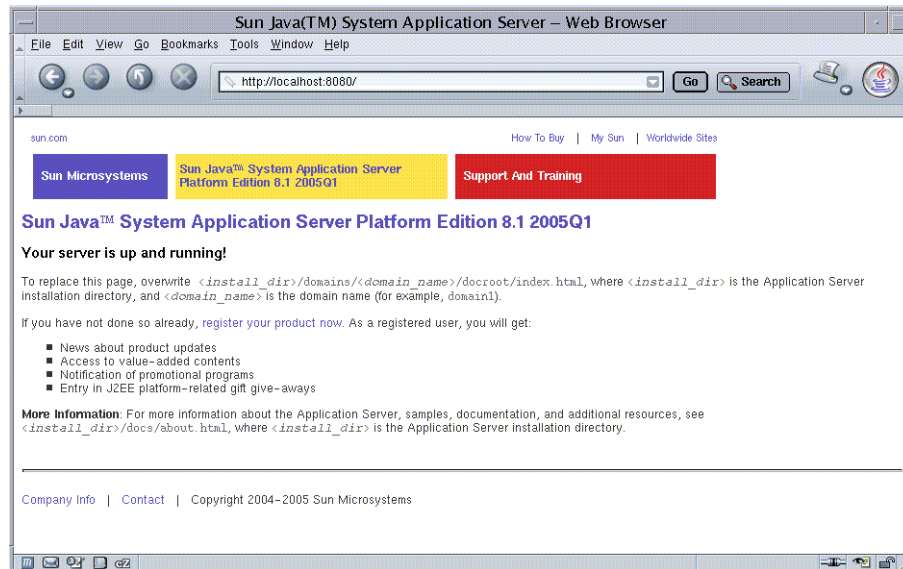 Sun Java(TM) System Application Server – Web Browser
File Edit View Go Bookmarks Tools Window Help
http://localhost:8080/ Go Search
sun.com How To Buy | My Sun | Worldwide Sites
Sun Microsystems
Sun Java™ System Application Server
Platform Edition 8.1 2005Q1
Support And Training
Sun Java™ System Application Server Platform Edition 8.1 2005Q1
Your server is up and running!
To replace this page, overwrite <install_dir>/domains/<domain_name>/docroot/index.html, where <install_dir> is the Application Server
installation directory, and <domain_name> is the domain name (for example, domain1).
If you have not done so already, register your product now. As a registered user, you will get:
■ News about product updates
■ Access to value-added contents
■ Notification of promotional programs
■ Entry in J2EE platform-related gift give-aways
More Information: For more information about the Application Server, samples, documentation, and additional resources, see
<install_dir>/docs/about.html, where <install_dir> is the Application Server installation directory.
Company Info | Contact | Copyright 2004-2005 Sun Microsystems